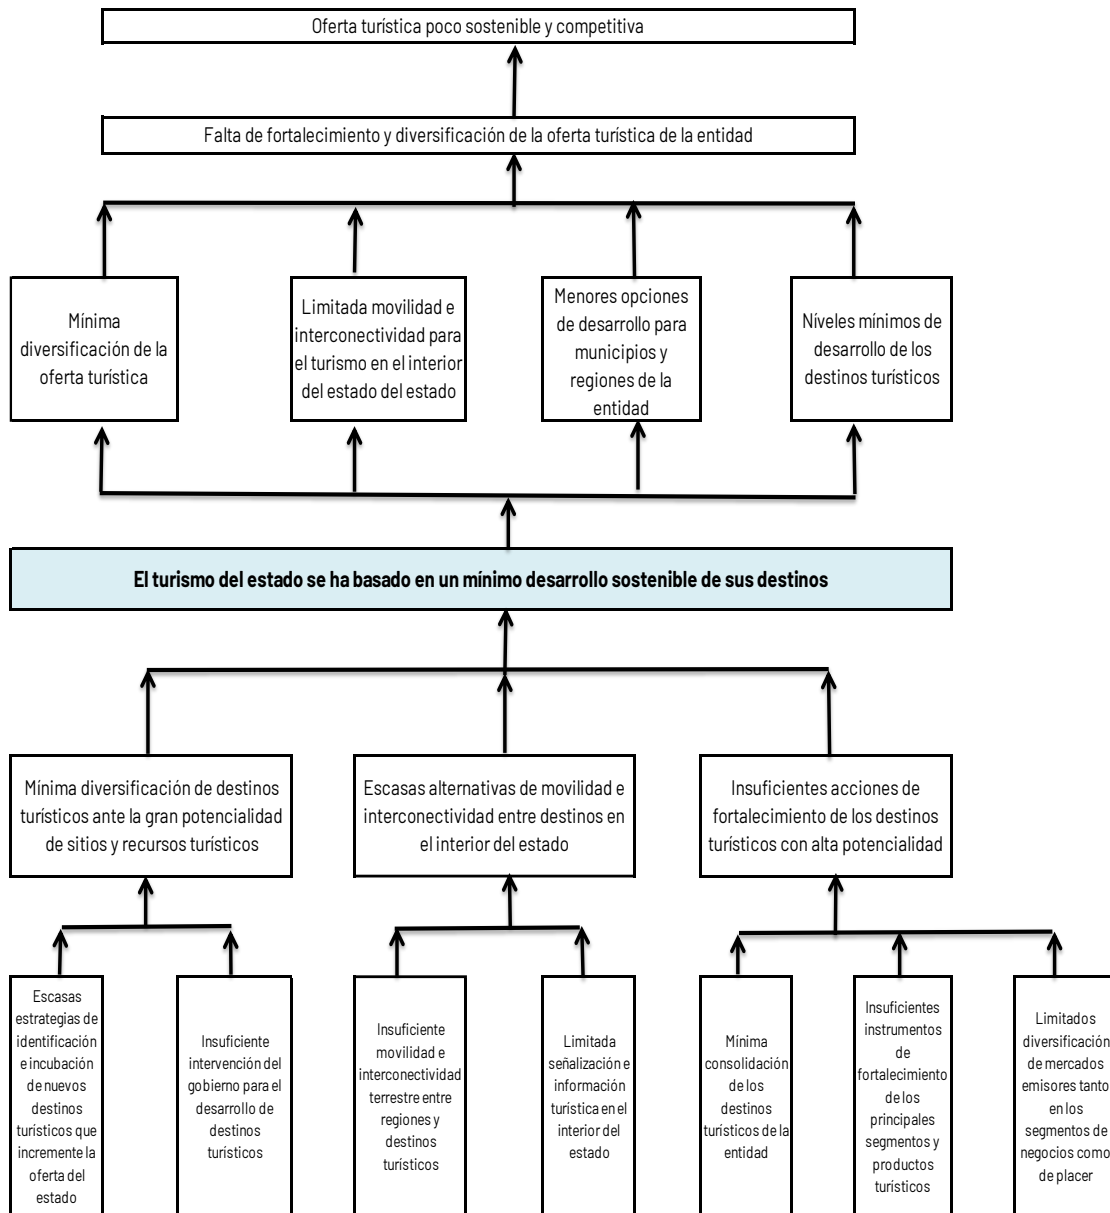 Oferta turística poco sostenible y competitiva
Falta de fortalecimiento y diversificación de la oferta turística de la entidad
Mínima
diversificación de la
oferta turística
Limitada movilidad e
interconectividad para
el turismo en el interior
del estado del estado
Menores opciones
de desarrollo para
municipios y
regiones de la
entidad
Níveles mínimos de
desarrollo de los
destinos turísticos
El turismo del estado se ha basado en un mínimo desarrollo sostenible de sus destinos
Mínima diversificación de destinos
turísticos ante la gran potencialidad
de sitios y recursos turísticos
Escasas alternativas de movilidad e
interconectividad entre destinos en
el interior del estado
Insuficientes acciones de
fortalecimiento de los destinos
turísticos con alta potencialidad
Escasas
estrategias de
identificación
e incubación
de nuevos
destinos
turísticos que
incremente la
oferta del
estado
Insuficiente
intervención del
gobierno para el
desarrollo de
destinos
turísticos
Insuficiente
movilidad e
interconectividad
terrestre entre
regiones y
destinos
turísticos
Limitada
señalización e
información
turística en el
interior del
estado
Mínima
consolidación
de los
destinos
turísticos de la
entidad
Insuficientes
instrumentos
de
fortalecimiento
de los
principales
segmentos y
productos
turísticos
Limitados
diversificación
de mercados
emisores tanto
en los
segmentos de
negocios como
de placer